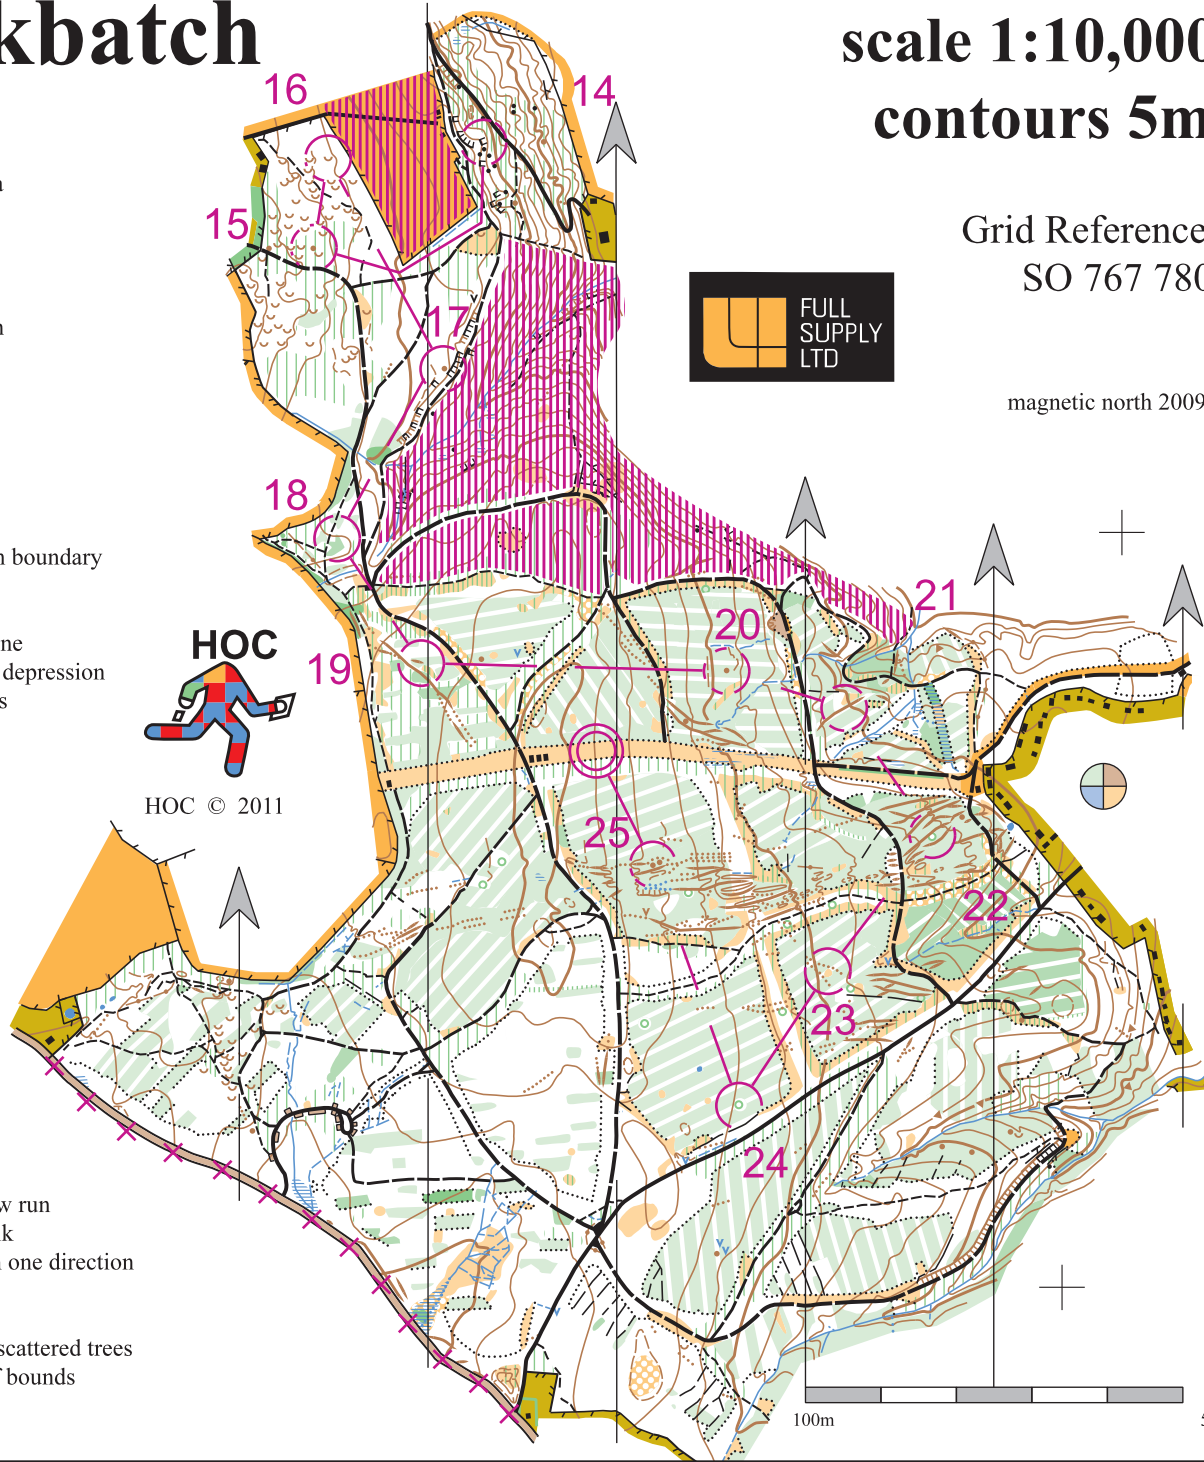 kbatch
scale 1:10,000
contours 5m
Grid Reference
SO 767 780
FULL
SUPPLY
LTD
magnetic north 2009
16
14
15
17
18
n boundary
21
20
ne
depression
s
HOC
19
HOC © 2011
25
22
23
24
w run
k
one direction
scattered trees
f bounds
100m